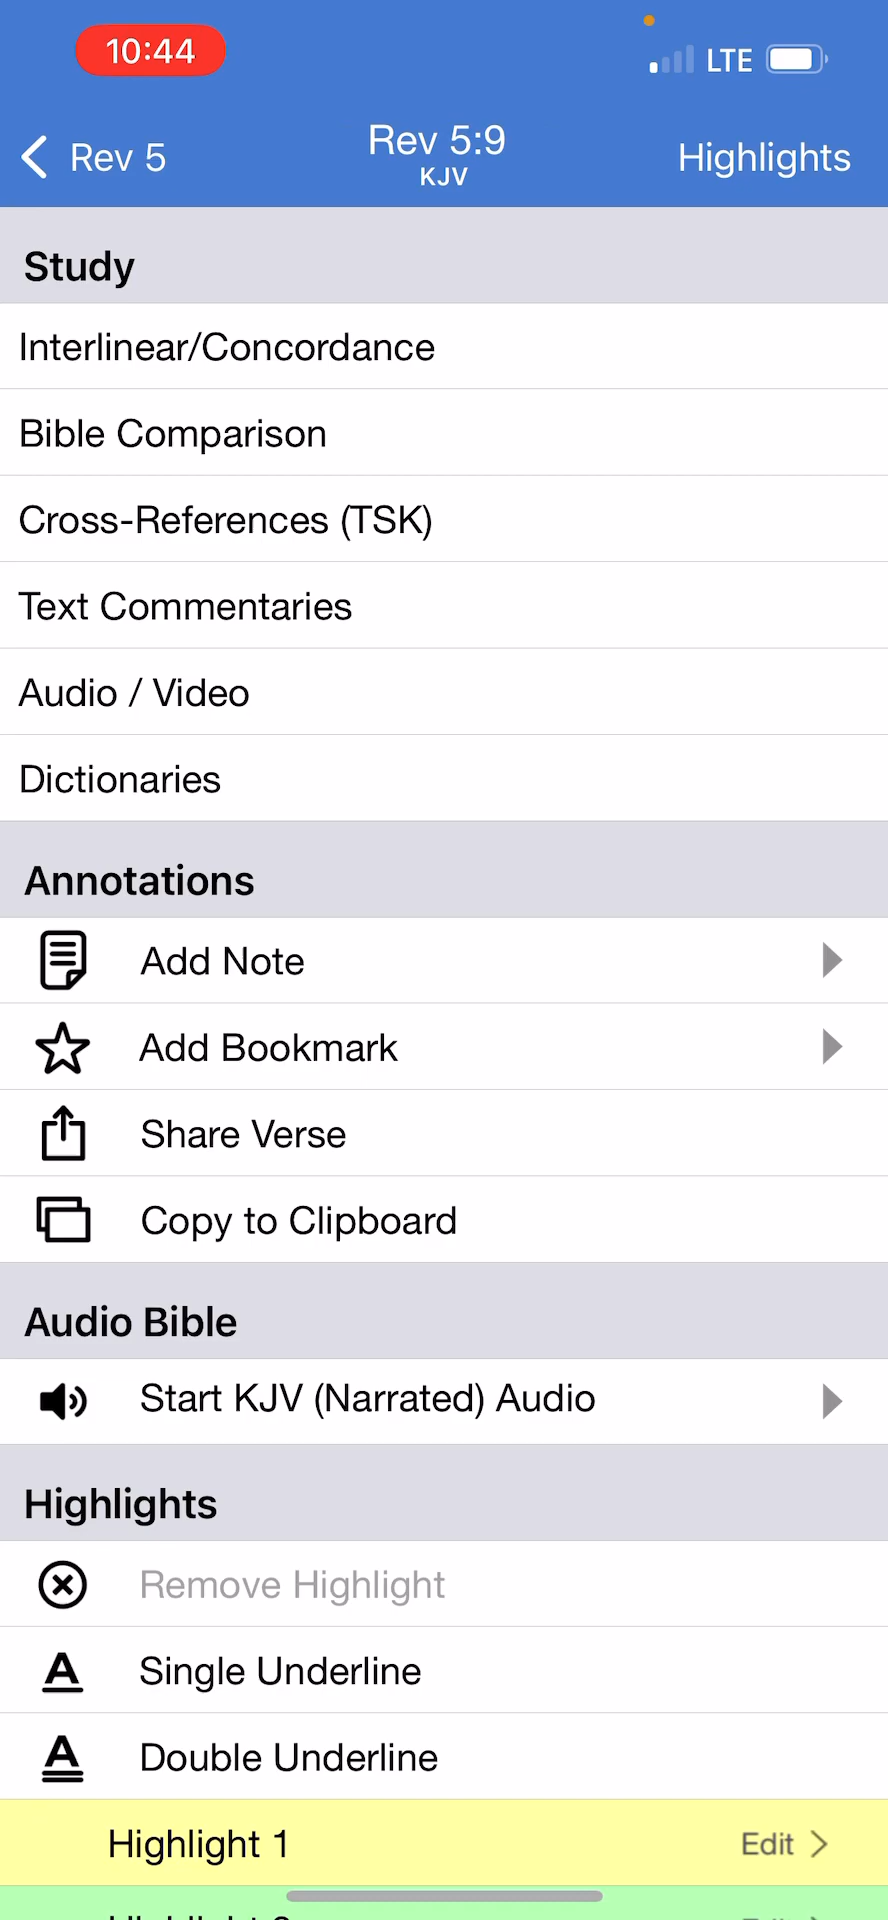 10:44
LTE
Rev 5
Rev 5:9
KJV
Highlights
Study
Interlinear/Concordance
Bible Comparison
Cross-References (TSK)
Text Commentaries
Audio / Video
Dictionaries
Annotations
Add Note
Add Bookmark
Share Verse
Copy to Clipboard
Audio Bible
Start KJV (Narrated) Audio
Highlights
Remove Highlight
A Single Underline
A Double Underline
Highlight 1 Edit